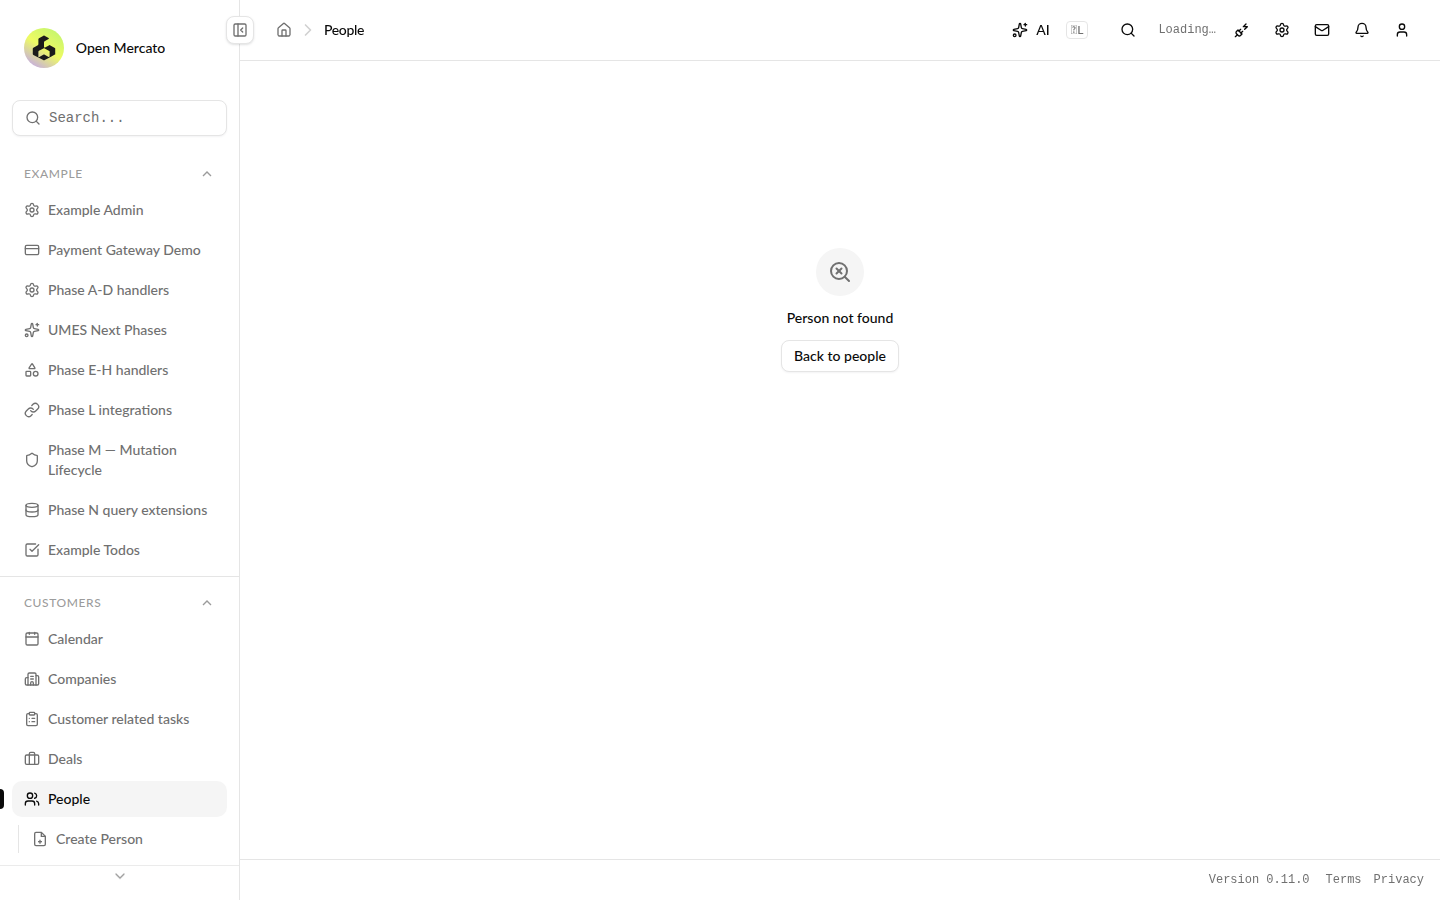 Open Mercato
People
AI
L
Loading…
Search...
EXAMPLE
Example Admin
Payment Gateway Demo
Phase A-D handlers
UMES Next Phases
Phase E-H handlers
Phase L integrations
Phase M — Mutation
Lifecycle
Phase N query extensions
Example Todos
CUSTOMERS
Calendar
Companies
Customer related tasks
Deals
People
Create Person
Person not found
Back to people
Version 0.11.0 Terms Privacy